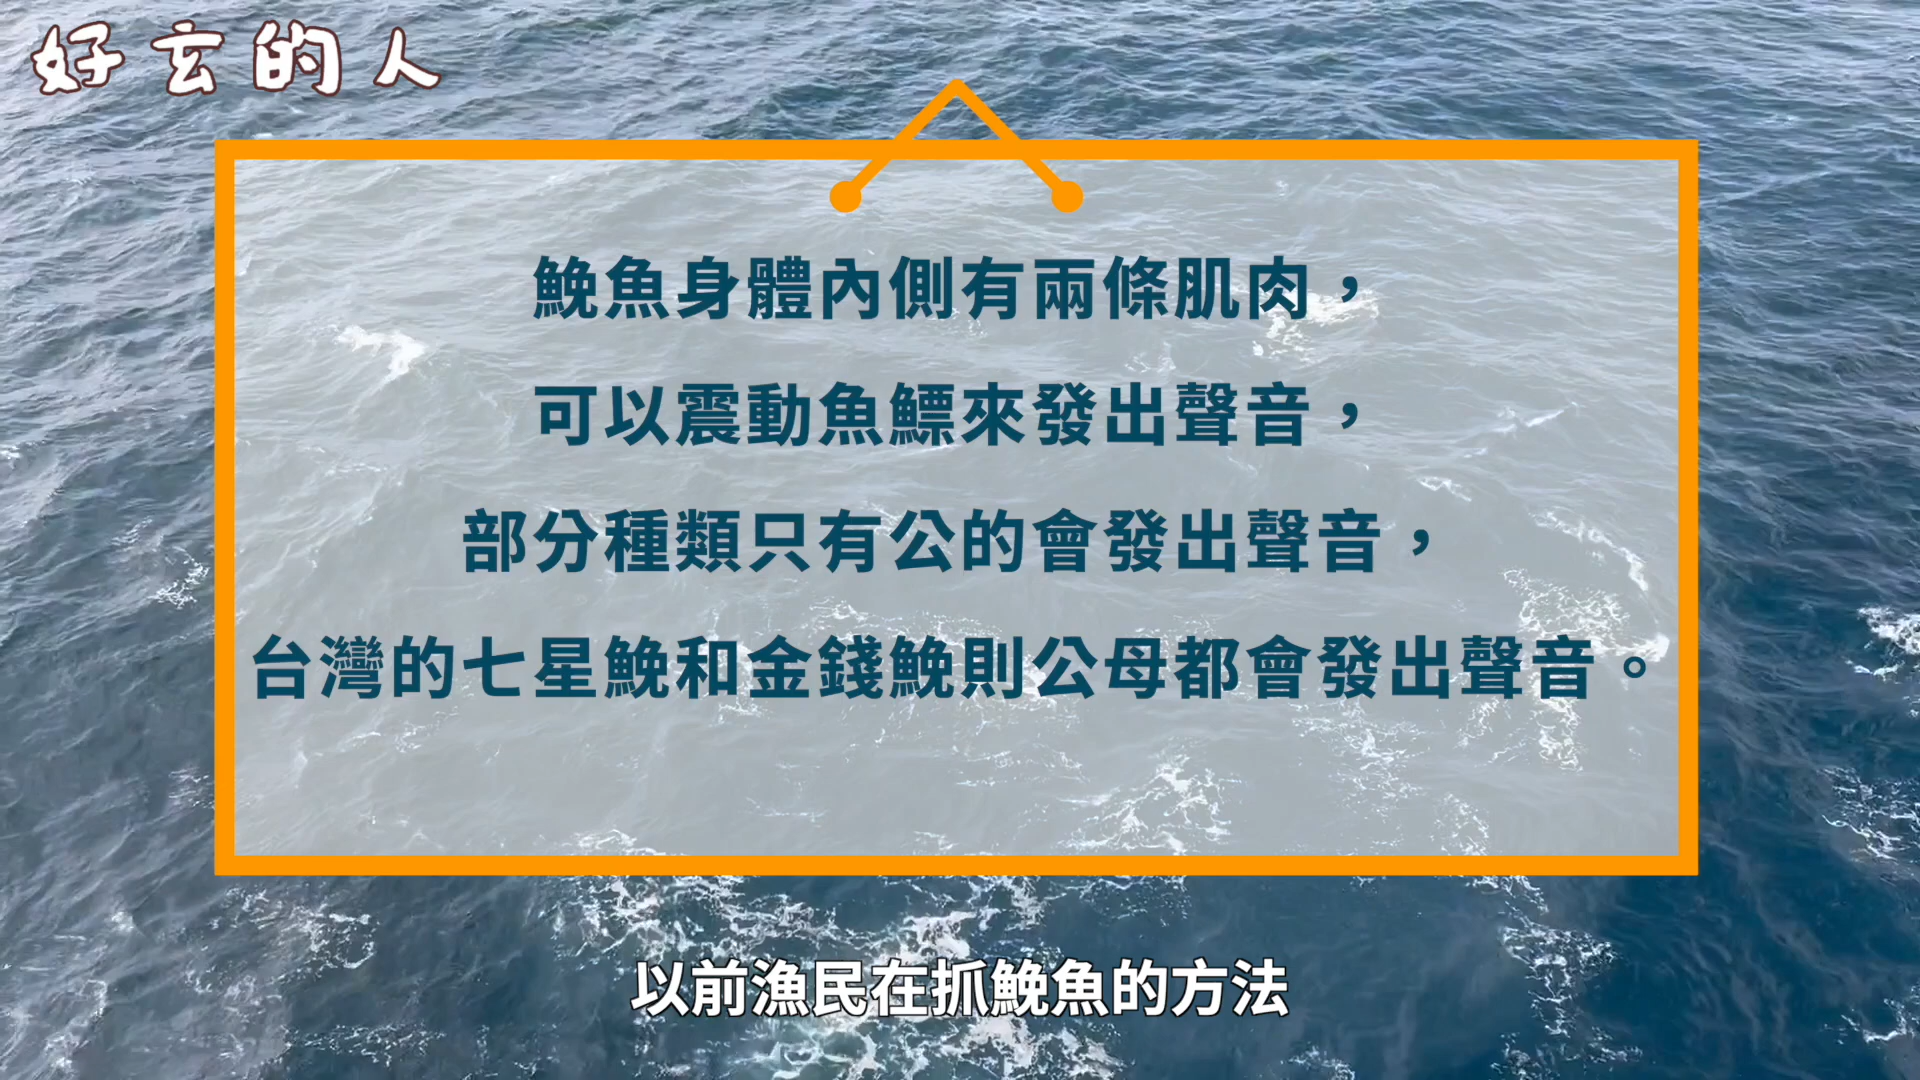 好玄的人
鮸魚身體內側有兩條肌肉，
可以震動魚鰾來發出聲音，
部分種類只有公的會發出聲音，
台灣的七星鮸和金錢鮸則公母都會發出聲音。
以前漁民在抓鮸魚的方法